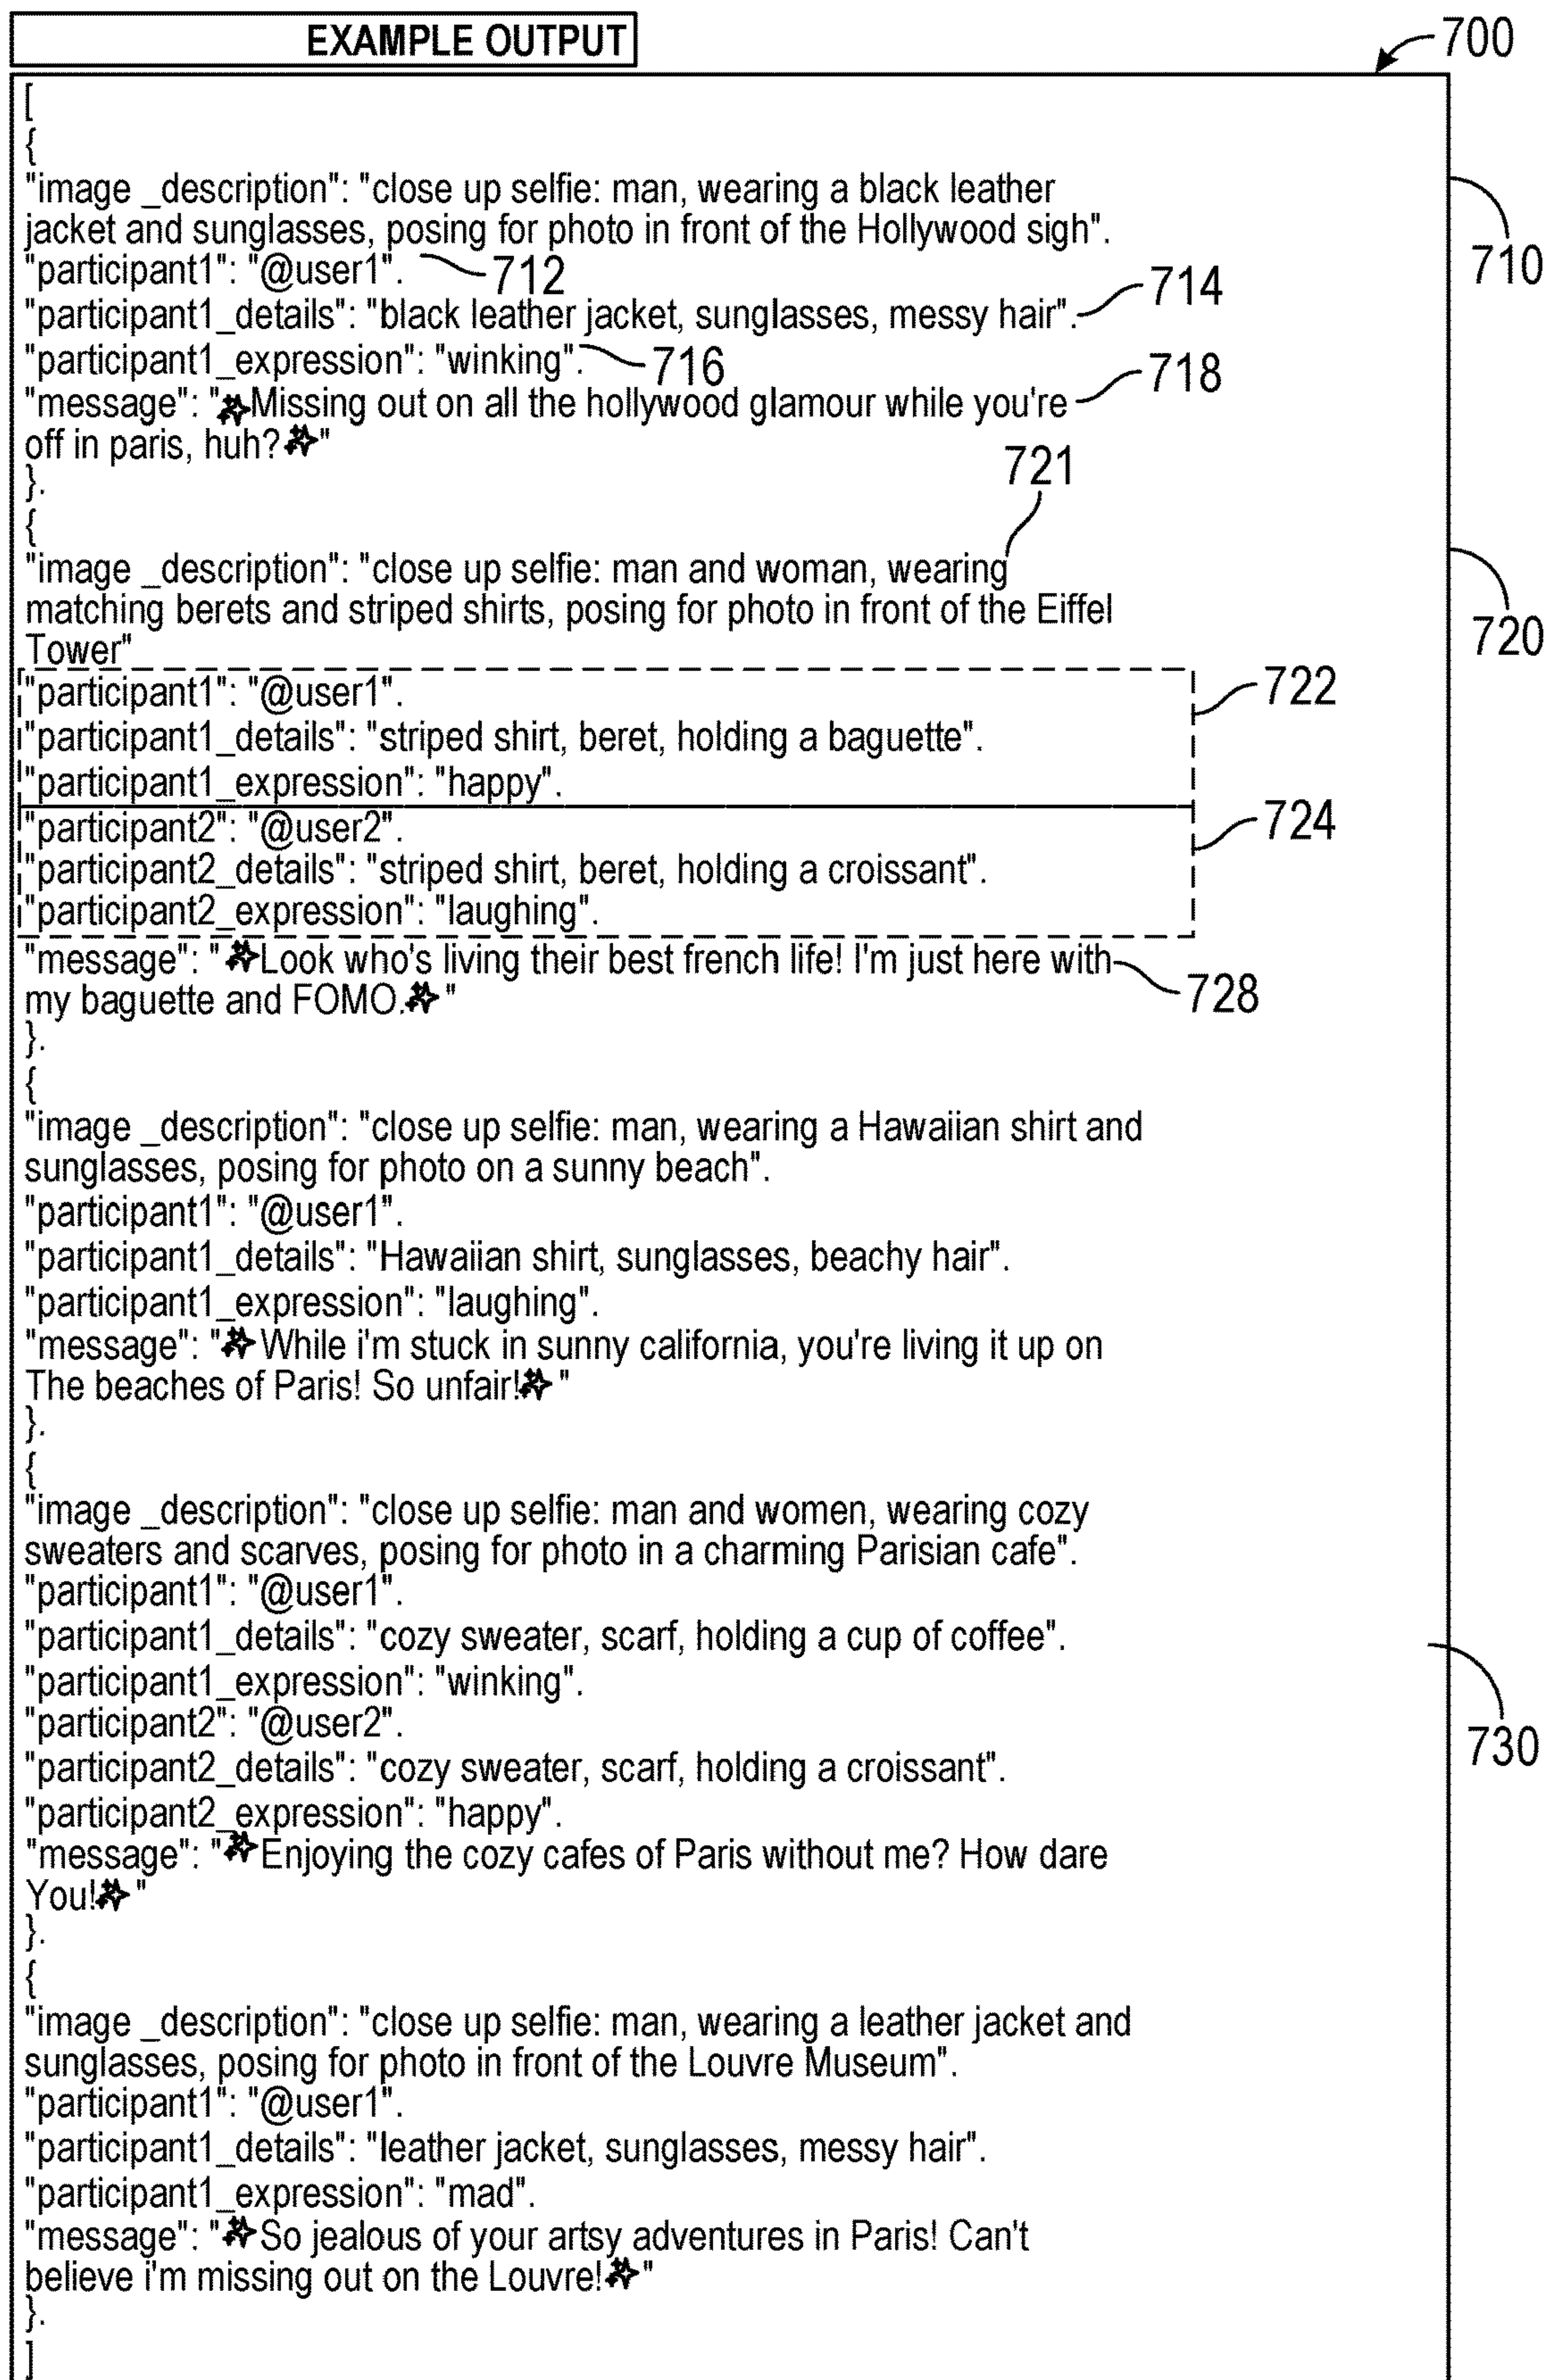 EXAMPLE OUTPUT
700
[
{
"image _description": "close up selfie: man, wearing a black leather
jacket and sunglasses, posing for photo in front of the Hollywood sigh".
710
"participant1": "@user1".
712
"participant1_details": "black leather jacket, sunglasses, messy hair".
714
"participant1_expression": "winking".
716
"message": "✨Missing out on all the hollywood glamour while you're
718
off in paris, huh?✨"
}.
721
{
"image _description": "close up selfie: man and woman, wearing
matching berets and striped shirts, posing for photo in front of the Eiffel
720
Tower"
"participant1": "@user1".
722
"participant1_details": "striped shirt, beret, holding a baguette".
"participant1_expression": "happy".
"participant2": "@user2".
724
"participant2_details": "striped shirt, beret, holding a croissant".
"participant2_expression": "laughing".
"message": "✨Look who's living their best french life! I'm just here with
728
my baguette and FOMO.✨"
}.
{
"image _description": "close up selfie: man, wearing a Hawaiian shirt and
sunglasses, posing for photo on a sunny beach".
"participant1": "@user1".
"participant1_details": "Hawaiian shirt, sunglasses, beachy hair".
"participant1_expression": "laughing".
"message": "✨While i'm stuck in sunny california, you're living it up on
The beaches of Paris! So unfair!✨"
}.
{
"image _description": "close up selfie: man and women, wearing cozy
sweaters and scarves, posing for photo in a charming Parisian cafe".
"participant1": "@user1".
"participant1_details": "cozy sweater, scarf, holding a cup of coffee".
"participant1_expression": "winking".
"participant2": "@user2".
730
"participant2_details": "cozy sweater, scarf, holding a croissant".
"participant2_expression": "happy".
"message": "✨Enjoying the cozy cafes of Paris without me? How dare
You!✨"
}.
{
"image _description": "close up selfie: man, wearing a leather jacket and
sunglasses, posing for photo in front of the Louvre Museum".
"participant1": "@user1".
"participant1_details": "leather jacket, sunglasses, messy hair".
"participant1_expression": "mad".
"message": "✨So jealous of your artsy adventures in Paris! Can't
believe i'm missing out on the Louvre!✨"
}.
]